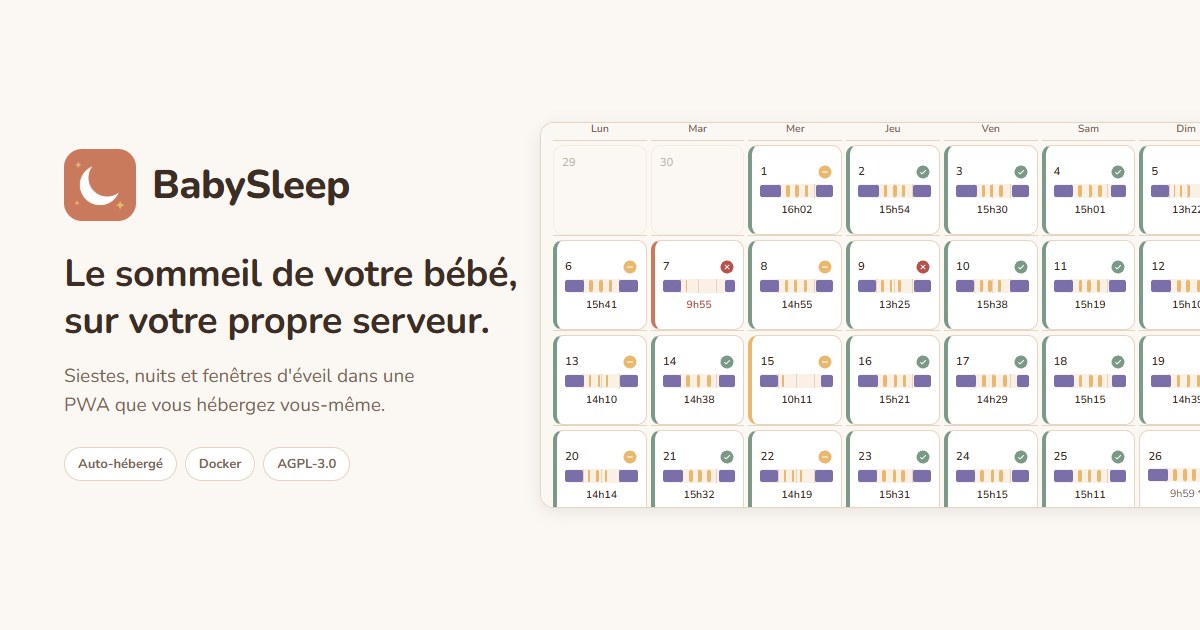 BabySleep
Le sommeil de votre bébé,
sur votre propre serveur.
Siestes, nuits et fenêtres d'éveil dans une
PWA que vous hébergez vous-même.
Auto-hébergé Docker AGPL-3.0
Lun Mar Mer Jeu Ven Sam Dim
29 30 1 2 3 4 5
16h02 15h54 15h30 15h01
6 7 8 9 10 11 12
15h41 9h55 14h55 13h25 15h38 15h19
13 14 15 16 17 18 19
14h10 14h38 10h11 15h21 14h29 15h15
20 21 22 23 24 25 26
14h14 15h32 14h19 15h31 15h15 15h11 9h59